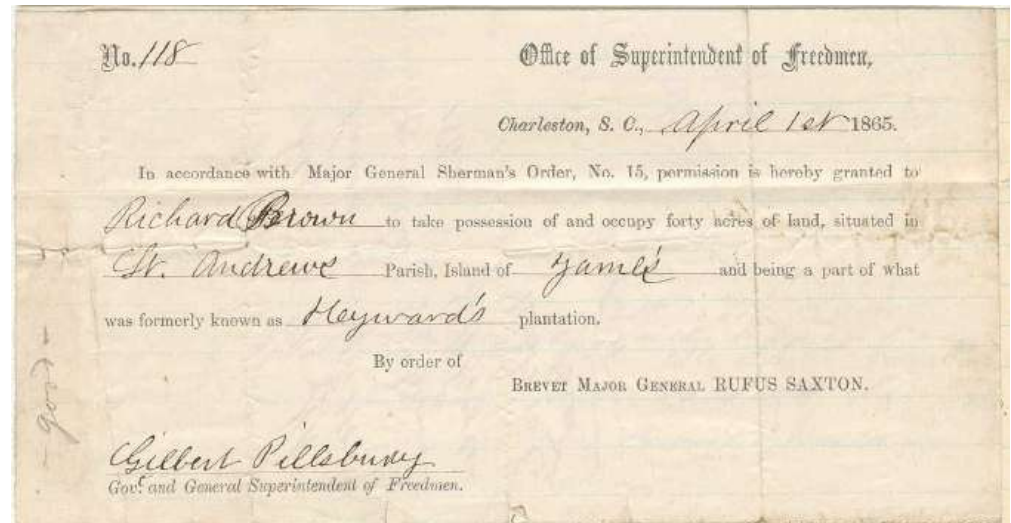 No. 118 Office of Superintendent of Freedmen,
Charleston, S. C., April 1st 1865.
In accordance with Major General Sherman's Order, No. 15, permission is hereby granted to
Richard Brown to take possession of and occupy forty acres of land, situated in
St. Andrews Parish, Island of James and being a part of what
was formerly known as Heyward's plantation.
By order of
BREVET MAJOR GENERAL RUFUS SAXTON.
Gilbert Pillsbury
Gov't and General Superintendent of Freedmen.
- good -